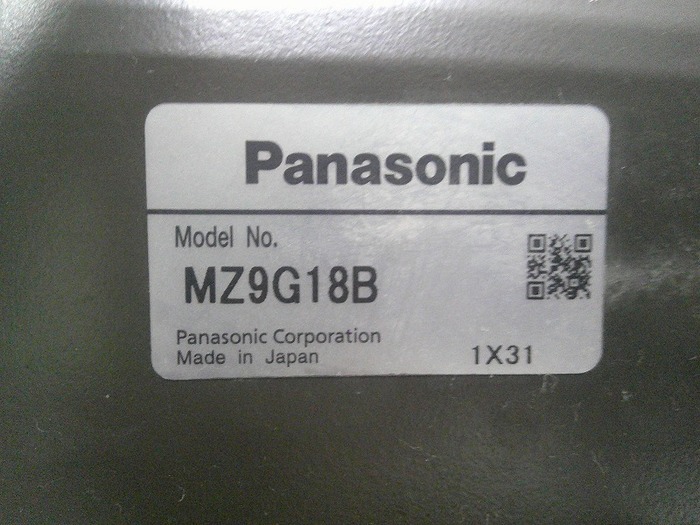 Panasonic
Model No.
MZ9G18B
Panasonic Corporation
Made in Japan
1X31